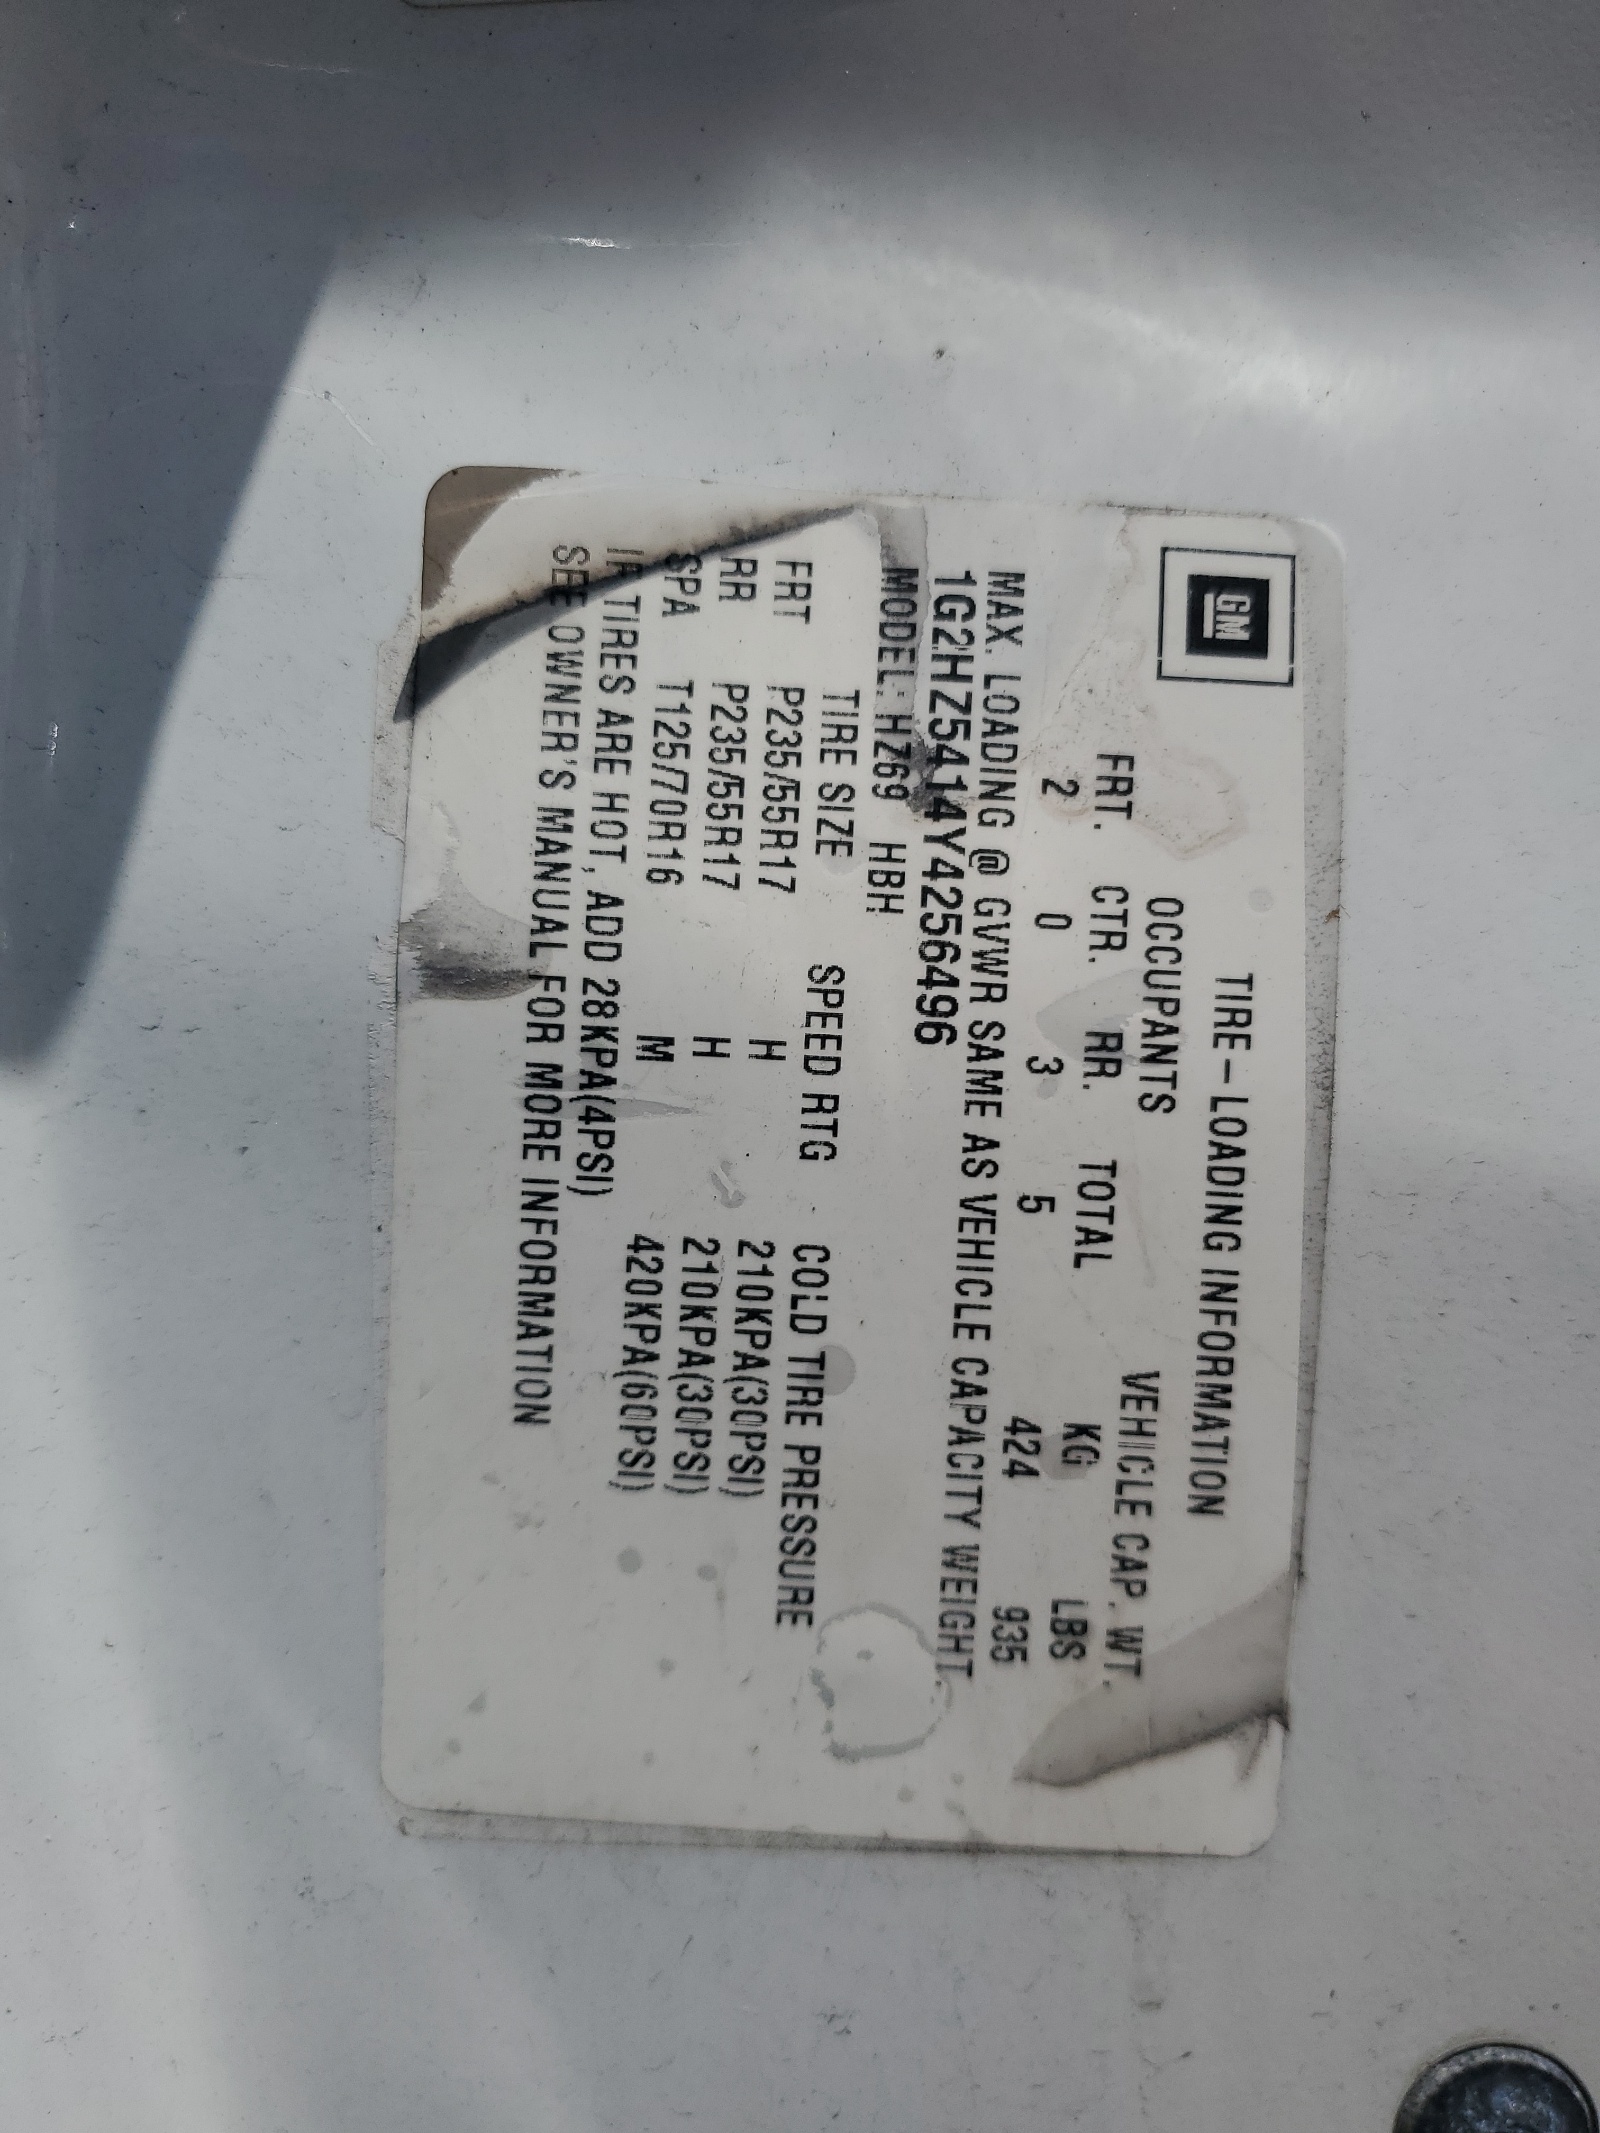 GM
TIRE-LOADING INFORMATION
OCCUPANTS VEHICLE CAP. WT.
FRT. CTR. RR. TOTAL KG LBS
2 0 3 5 424 935
MAX. LOADING @ GVWR SAME AS VEHICLE CAPACITY WEIGHT.
1G2HZ5414Y4256496
MODEL: HZ69 HBH
TIRE SIZE SPEED RTG COLD TIRE PRESSURE
FRT P235/55R17 H 210KPA(30PSI)
RR P235/55R17 H 210KPA(30PSI)
SPA T125/70R16 M 420KPA(60PSI)
IF TIRES ARE HOT, ADD 28KPA(4PSI)
SEE OWNER'S MANUAL FOR MORE INFORMATION